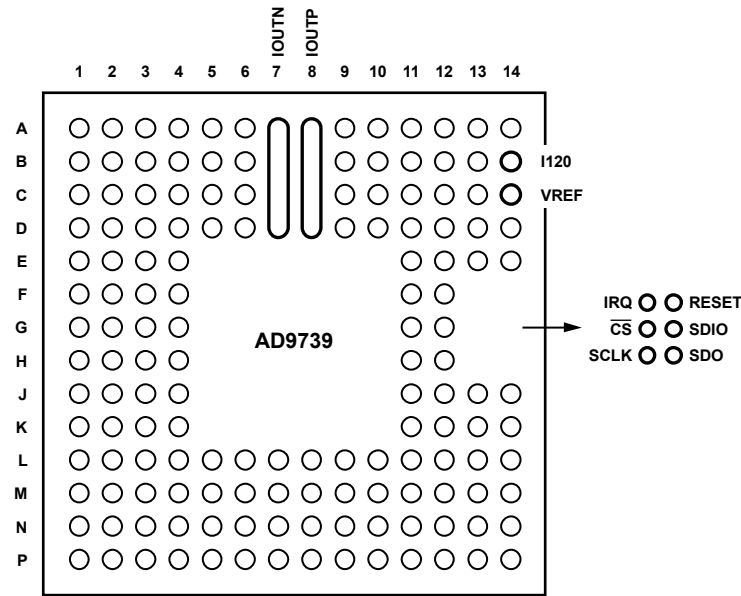 IOUTN
IOUTP
1 2 3 4 5 6 7 8 9 10 11 12 13 14
A
B I120
C VREF
D
E
F IRQ RESET
G AD9739 C̅S̅ SDIO
H SCLK SDO
J
K
L
M
N
P